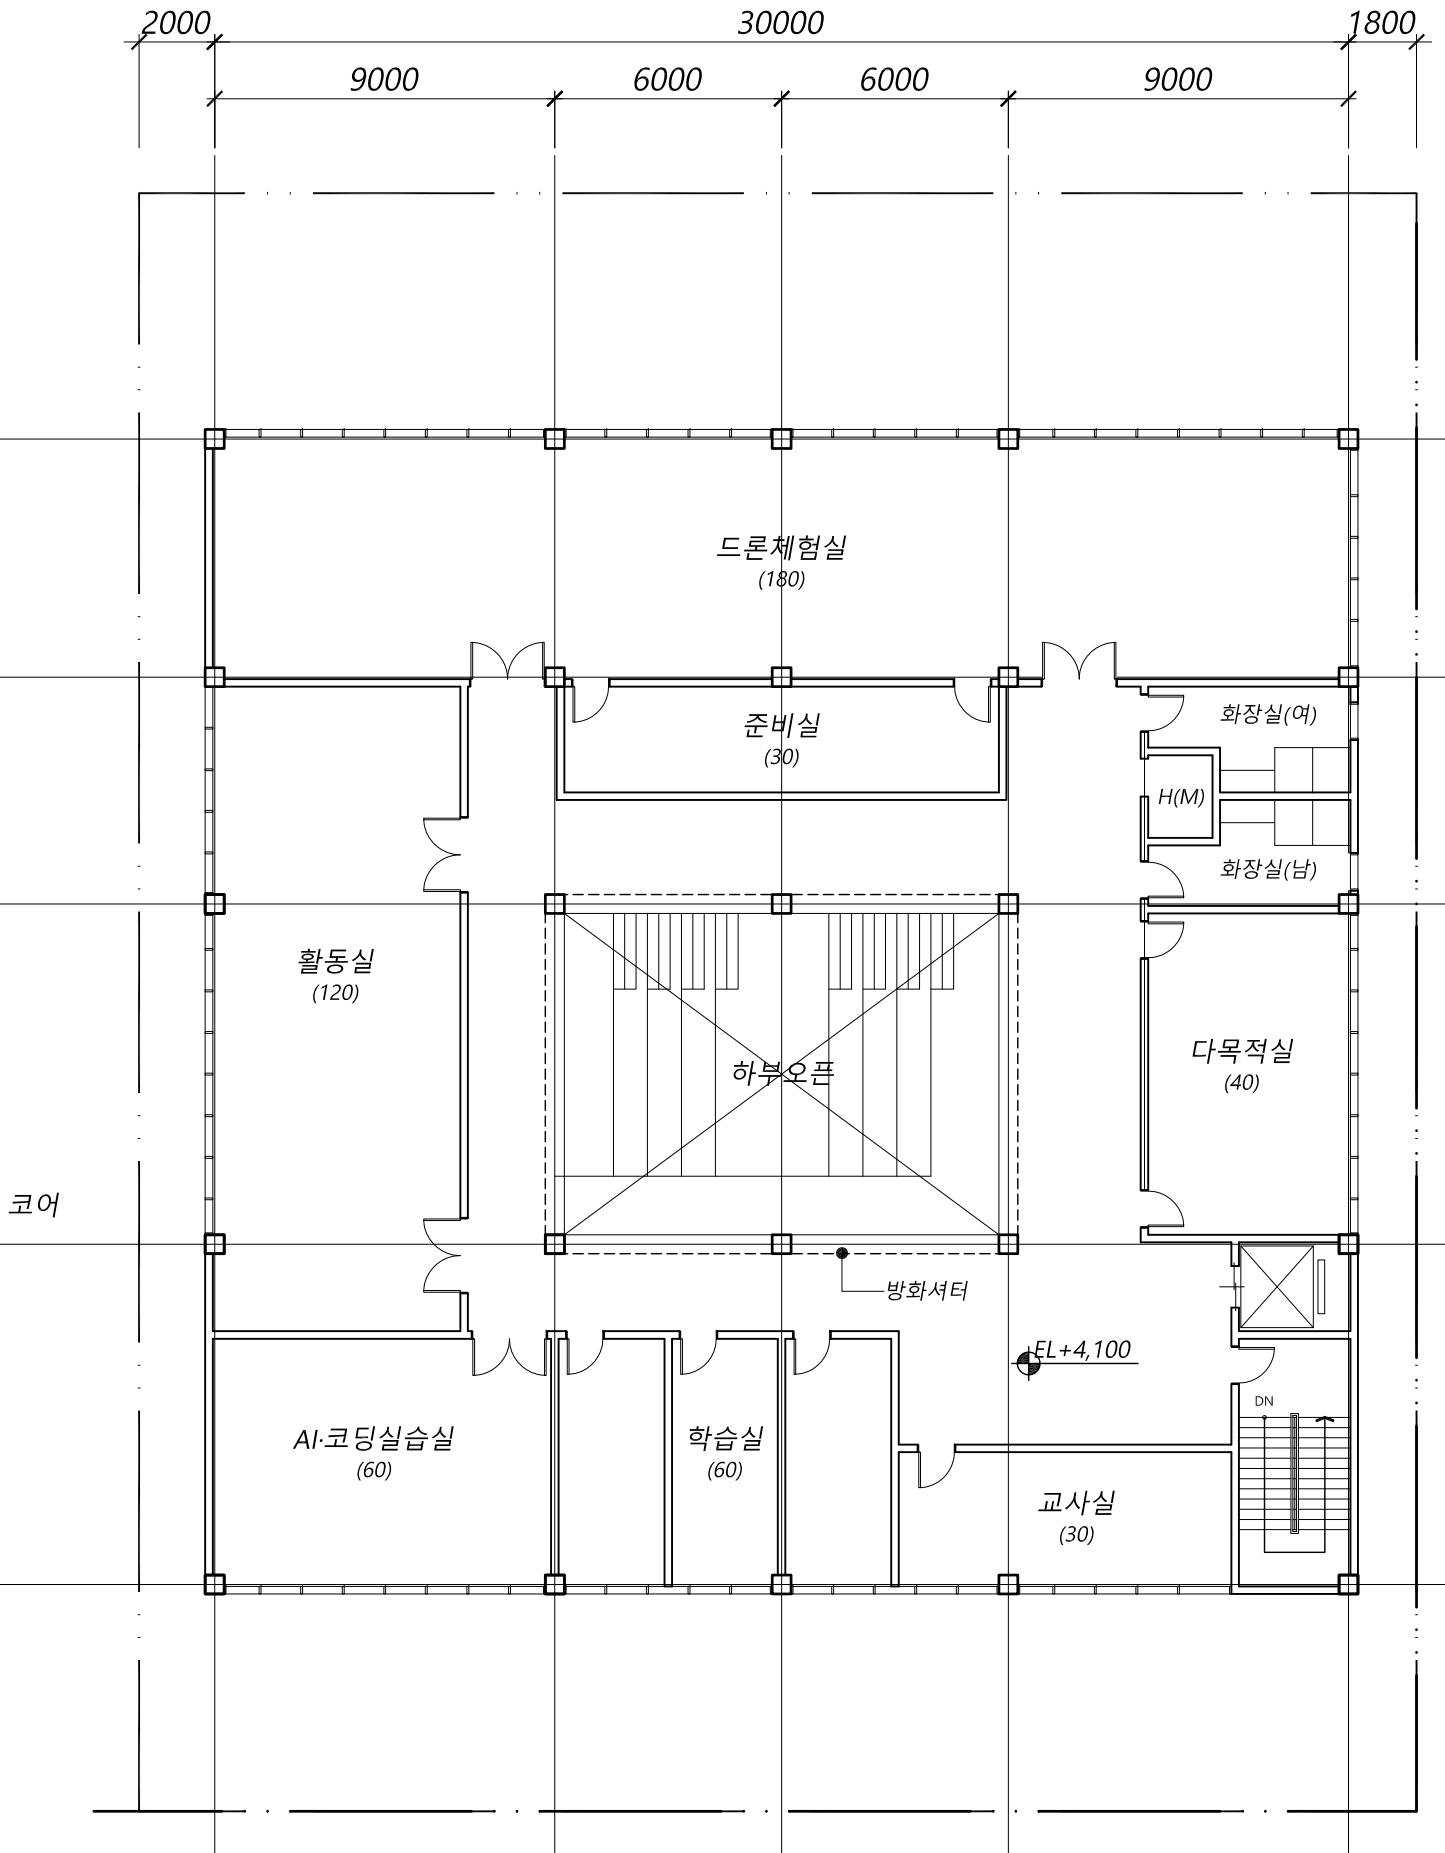 2000 30000 1800
9000 6000 6000 9000
드론체험실
(180)
준비실
(30)
화장실(여)
H(M)
화장실(남)
활동실
(120)
하부오픈
다목적실
(40)
코어
방화셔터
EL+4,100
DN
AI·코딩실습실
(60)
학습실
(60)
교사실
(30)